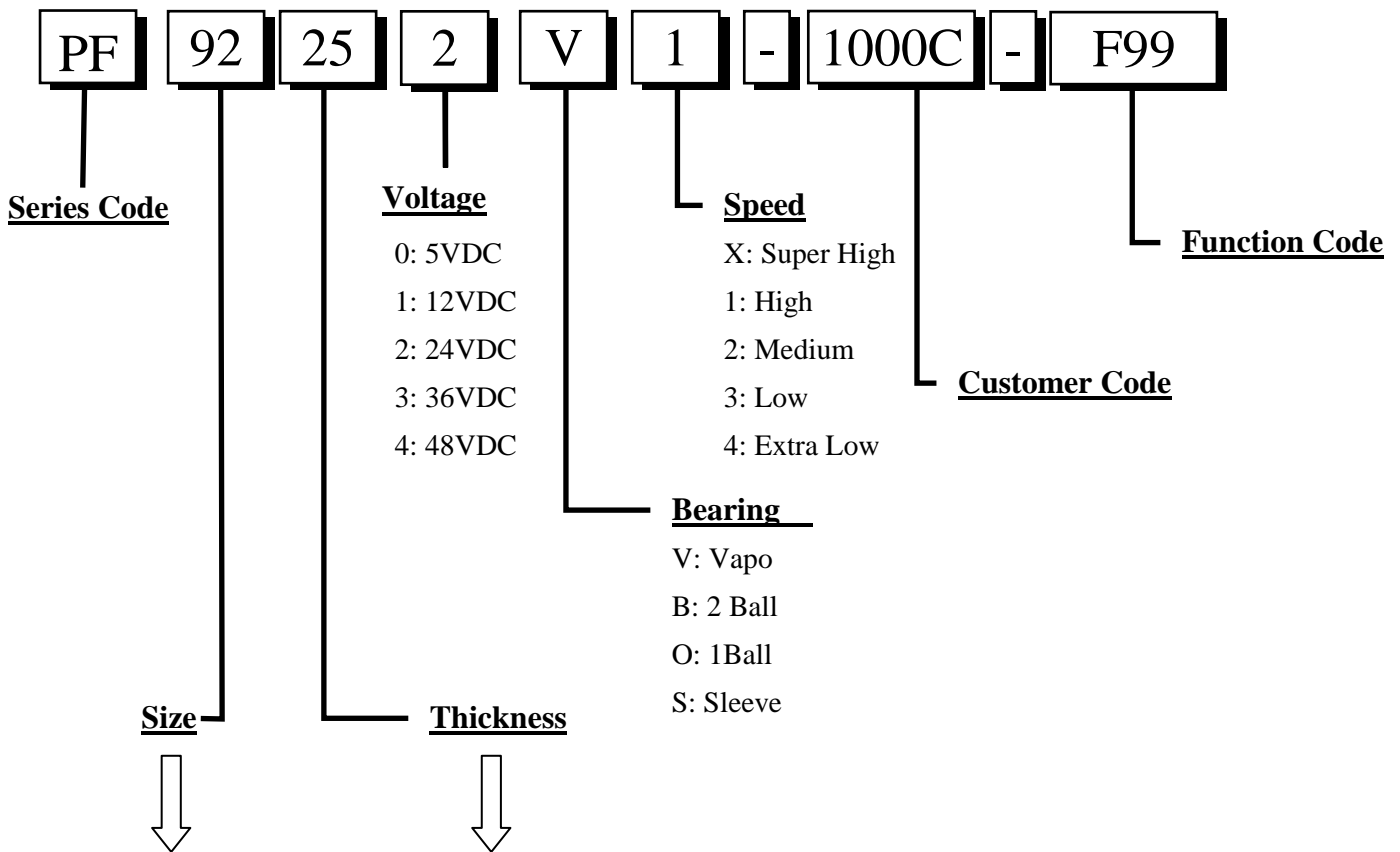 PF 92 25 2 V 1 - 1000C - F99
Series Code
Voltage
0: 5VDC
1: 12VDC
2: 24VDC
3: 36VDC
4: 48VDC
Speed
X: Super High
1: High
2: Medium
3: Low
4: Extra Low
Function Code
Customer Code
Bearing
V: Vapo
B: 2 Ball
O: 1Ball
S: Sleeve
Size
Thickness